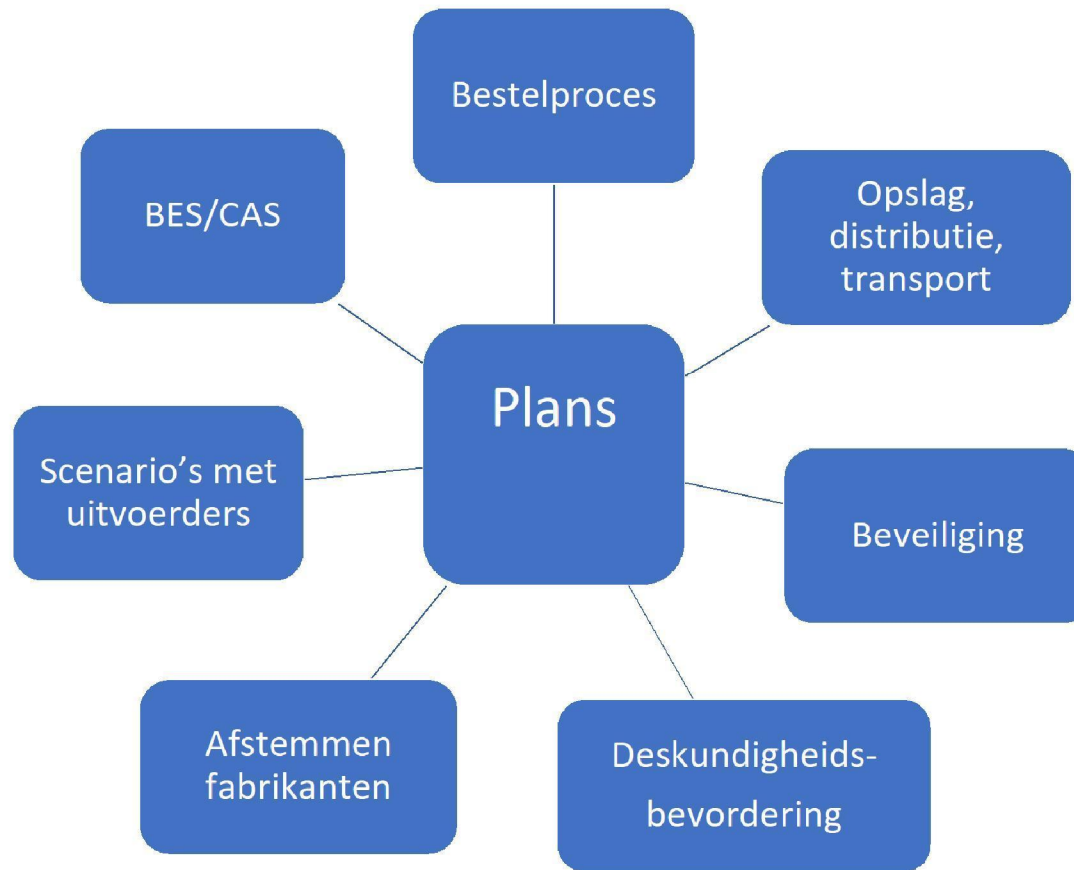 Bestelproces
BES/CAS
Opslag,
distributie,
transport
Plans
Scenario’s met
uitvoerders
Beveiliging
Afstemmen
fabrikanten
Deskundigheids-
bevordering